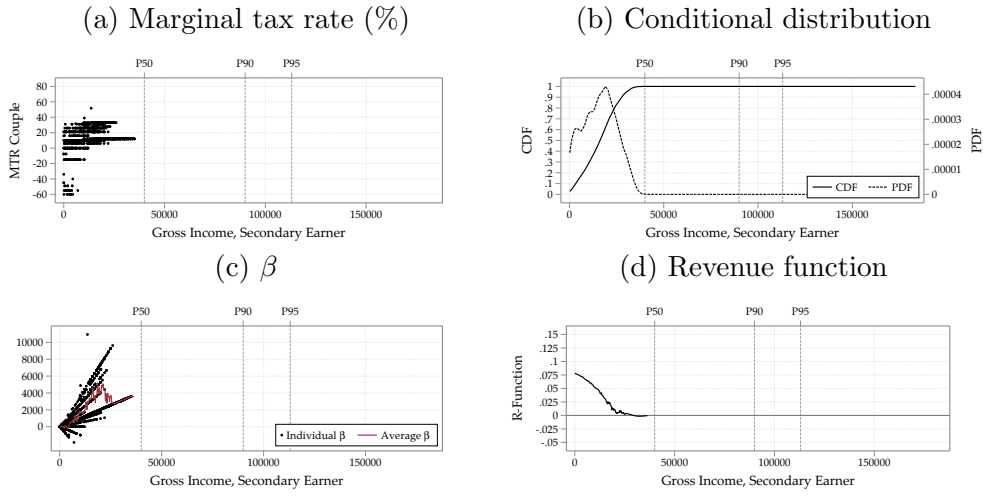 (a) Marginal tax rate (%)
P50 P90 P95
80
60
40
20
0
-20
-40
-60
MTR Couple
0 50000 100000 150000
Gross Income, Secondary Earner
(b) Conditional distribution
P50 P90 P95
1
.9
.8
.7
.6
.5
.4
.3
.2
.1
0
CDF
.00004
.00003
.00002
.00001
0
PDF
CDF PDF
0 50000 100000 150000
Gross Income, Secondary Earner
(c) β
P50 P90 P95
10000
8000
6000
4000
2000
0
Individual β Average β
0 50000 100000 150000
Gross Income, Secondary Earner
(d) Revenue function
P50 P90 P95
.15
.125
.1
.075
.05
.025
0
-.025
-.05
R-Function
0 50000 100000 150000
Gross Income, Secondary Earner